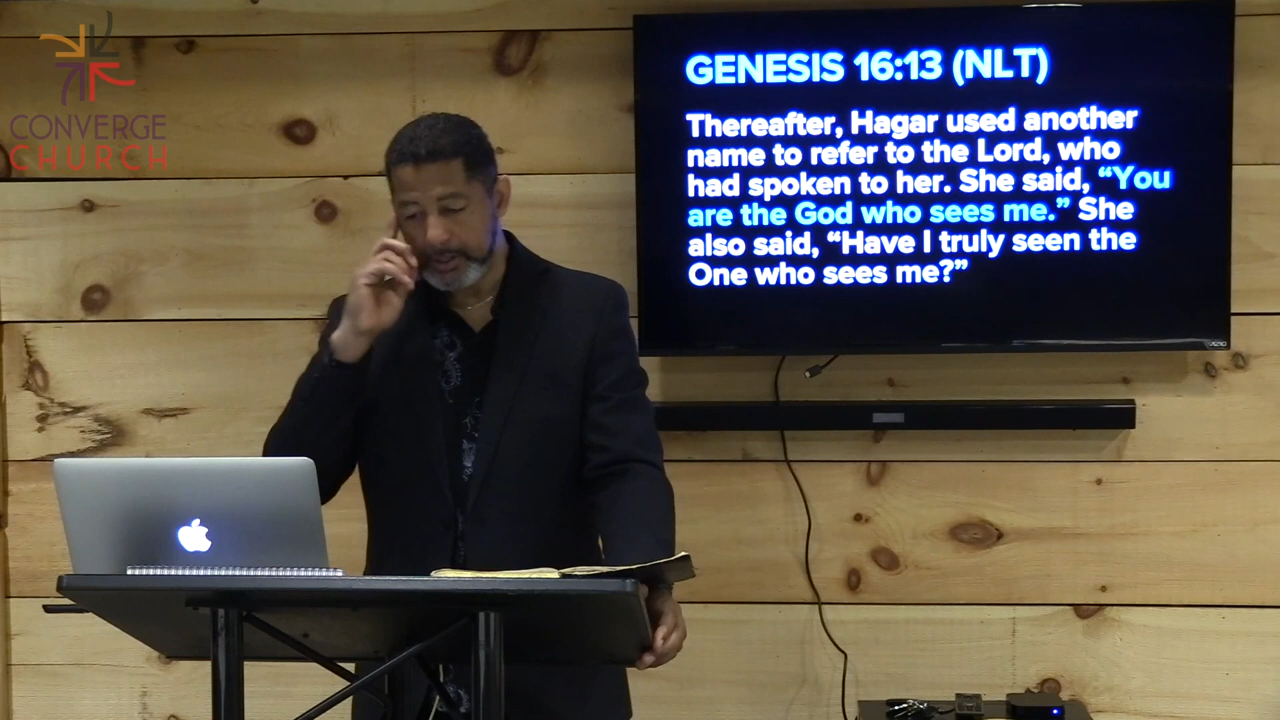 CONVERGE
CHURCH
GENESIS 16:13 (NLT)
Thereafter, Hagar used another
name to refer to the Lord, who
had spoken to her. She said, “You
are the God who sees me.” She
also said, “Have I truly seen the
One who sees me?”
VIZIO